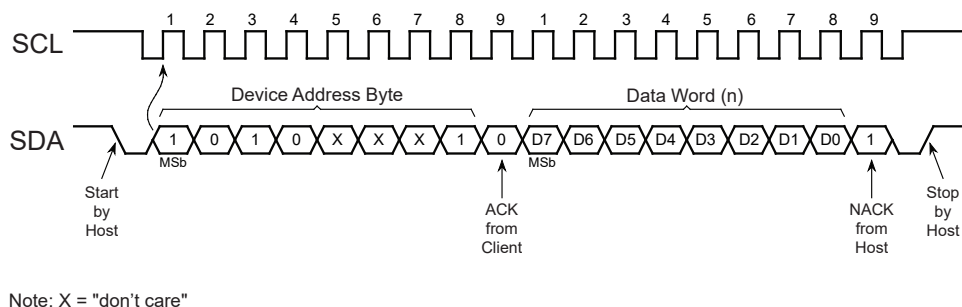 1 2 3 4 5 6 7 8 9 1 2 3 4 5 6 7 8 9
SCL
Device Address Byte Data Word (n)
SDA 1 0 1 0 X X X 1 0 D7 D6 D5 D4 D3 D2 D1 D0 1
MSb MSb
Start
by
Host
ACK
from
Client
NACK
from
Host
Stop
by
Host
Note: X = "don't care"